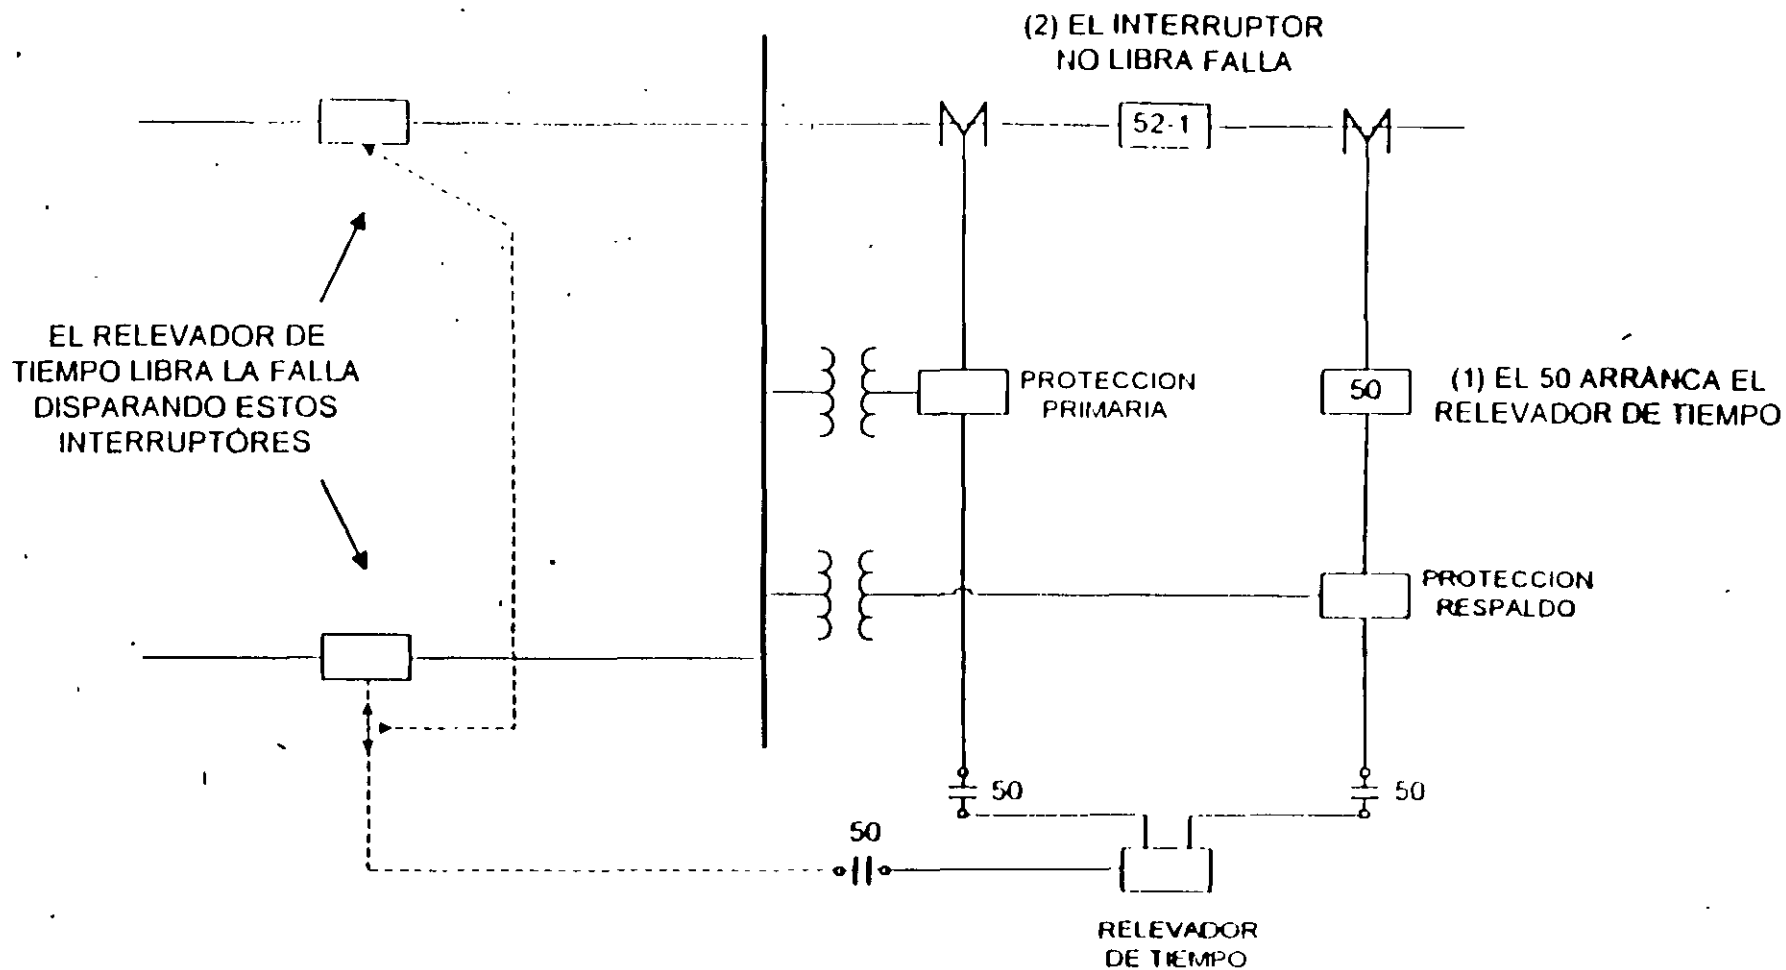 (2) EL INTERRUPTOR
NO LIBRA FALLA
52-1
EL RELEVADOR DE
TIEMPO LIBRA LA FALLA
DISPARANDO ESTOS
INTERRUPTORES
PROTECCION
PRIMARIA
50
(1) EL 50 ARRANCA EL
RELEVADOR DE TIEMPO
PROTECCION
RESPALDO
50
50
50
RELEVADOR
DE TIEMPO